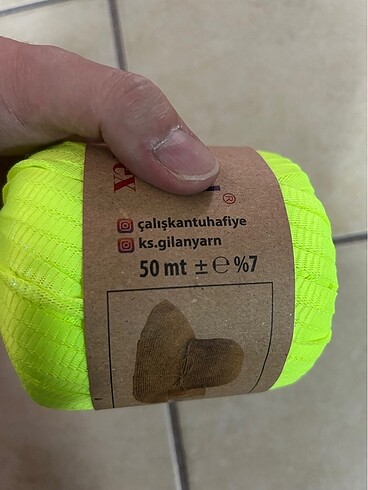 ®
çalışkantuhafiye
ks.gilanyarn
50 mt ± ℮ %7